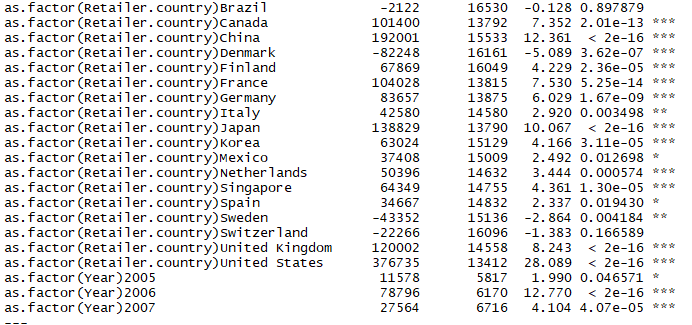 as.factor(Retailer.country)Brazil -2122 16530 -0.128 0.897879
as.factor(Retailer.country)Canada 101400 13792 7.352 2.01e-13 ***
as.factor(Retailer.country)China 192001 15533 12.361 < 2e-16 ***
as.factor(Retailer.country)Denmark -82248 16161 -5.089 3.62e-07 ***
as.factor(Retailer.country)Finland 67869 16049 4.229 2.36e-05 ***
as.factor(Retailer.country)France 104028 13815 7.530 5.25e-14 ***
as.factor(Retailer.country)Germany 83657 13875 6.029 1.67e-09 ***
as.factor(Retailer.country)Italy 42580 14580 2.920 0.003498 **
as.factor(Retailer.country)Japan 138829 13790 10.067 < 2e-16 ***
as.factor(Retailer.country)Korea 63024 15129 4.166 3.11e-05 ***
as.factor(Retailer.country)Mexico 37408 15009 2.492 0.012698 *
as.factor(Retailer.country)Netherlands 50396 14632 3.444 0.000574 ***
as.factor(Retailer.country)Singapore 64349 14755 4.361 1.30e-05 ***
as.factor(Retailer.country)Spain 34667 14832 2.337 0.019430 *
as.factor(Retailer.country)Sweden -43352 15136 -2.864 0.004184 **
as.factor(Retailer.country)Switzerland -22266 16096 -1.383 0.166589
as.factor(Retailer.country)United Kingdom 120002 14558 8.243 < 2e-16 ***
as.factor(Retailer.country)United States 376735 13412 28.089 < 2e-16 ***
as.factor(Year)2005 11578 5817 1.990 0.046571 *
as.factor(Year)2006 78796 6170 12.770 < 2e-16 ***
as.factor(Year)2007 27564 6716 4.104 4.07e-05 ***
---